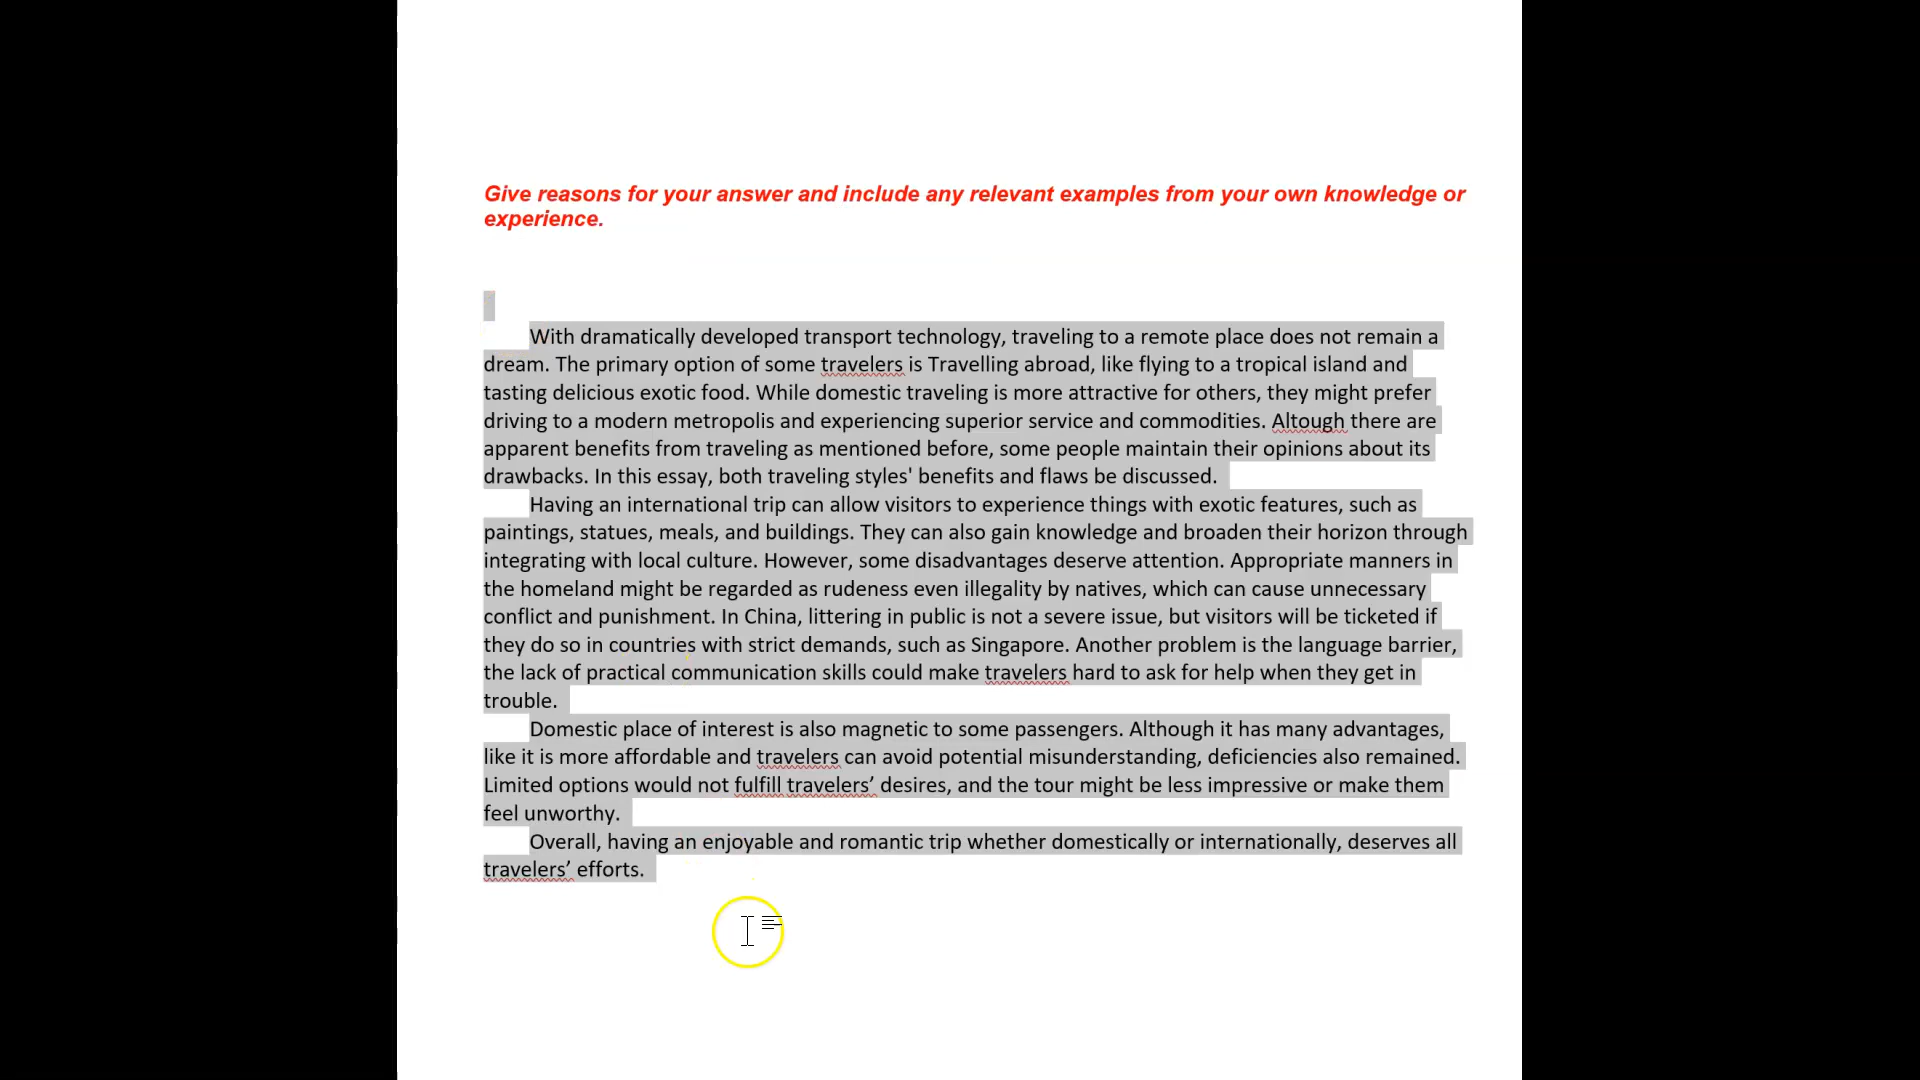 Give reasons for your answer and include any relevant examples from your own knowledge or
experience.
With dramatically developed transport technology, traveling to a remote place does not remain a
dream. The primary option of some travelers is Travelling abroad, like flying to a tropical island and
tasting delicious exotic food. While domestic traveling is more attractive for others, they might prefer
driving to a modern metropolis and experiencing superior service and commodities. Altough there are
apparent benefits from traveling as mentioned before, some people maintain their opinions about its
drawbacks. In this essay, both traveling styles' benefits and flaws be discussed.
Having an international trip can allow visitors to experience things with exotic features, such as
paintings, statues, meals, and buildings. They can also gain knowledge and broaden their horizon through
integrating with local culture. However, some disadvantages deserve attention. Appropriate manners in
the homeland might be regarded as rudeness even illegality by natives, which can cause unnecessary
conflict and punishment. In China, littering in public is not a severe issue, but visitors will be ticketed if
they do so in countries with strict demands, such as Singapore. Another problem is the language barrier,
the lack of practical communication skills could make travelers hard to ask for help when they get in
trouble.
Domestic place of interest is also magnetic to some passengers. Although it has many advantages,
like it is more affordable and travelers can avoid potential misunderstanding, deficiencies also remained.
Limited options would not fulfill travelers’ desires, and the tour might be less impressive or make them
feel unworthy.
Overall, having an enjoyable and romantic trip whether domestically or internationally, deserves all
travelers’ efforts.